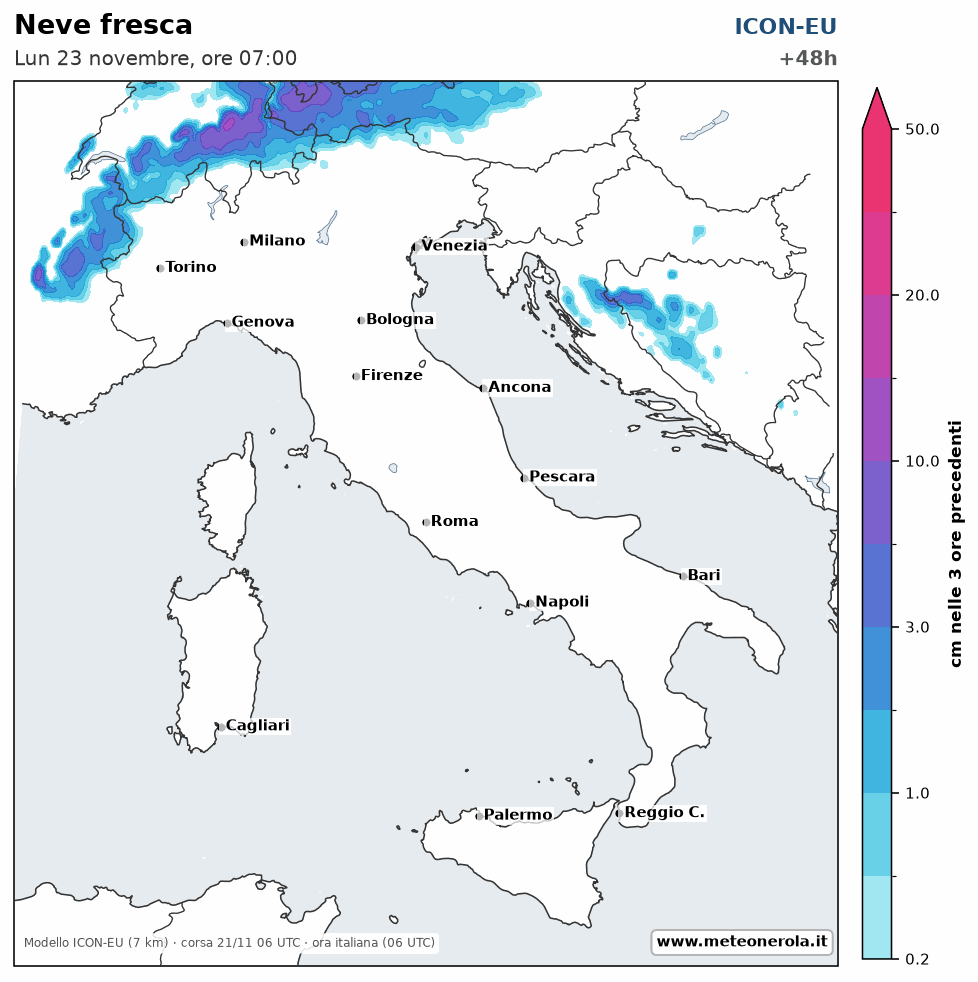 Neve fresca
ICON-EU
Lun 23 novembre, ore 07:00
+48h
50.0
20.0
10.0
3.0
1.0
0.2
cm nelle 3 ore precedenti
Milano
Venezia
Torino
Genova
Bologna
Firenze
Ancona
Pescara
Roma
Bari
Napoli
Cagliari
Palermo
Reggio C.
Modello ICON-EU (7 km) · corsa 21/11 06 UTC · ora italiana (06 UTC)
www.meteonerola.it